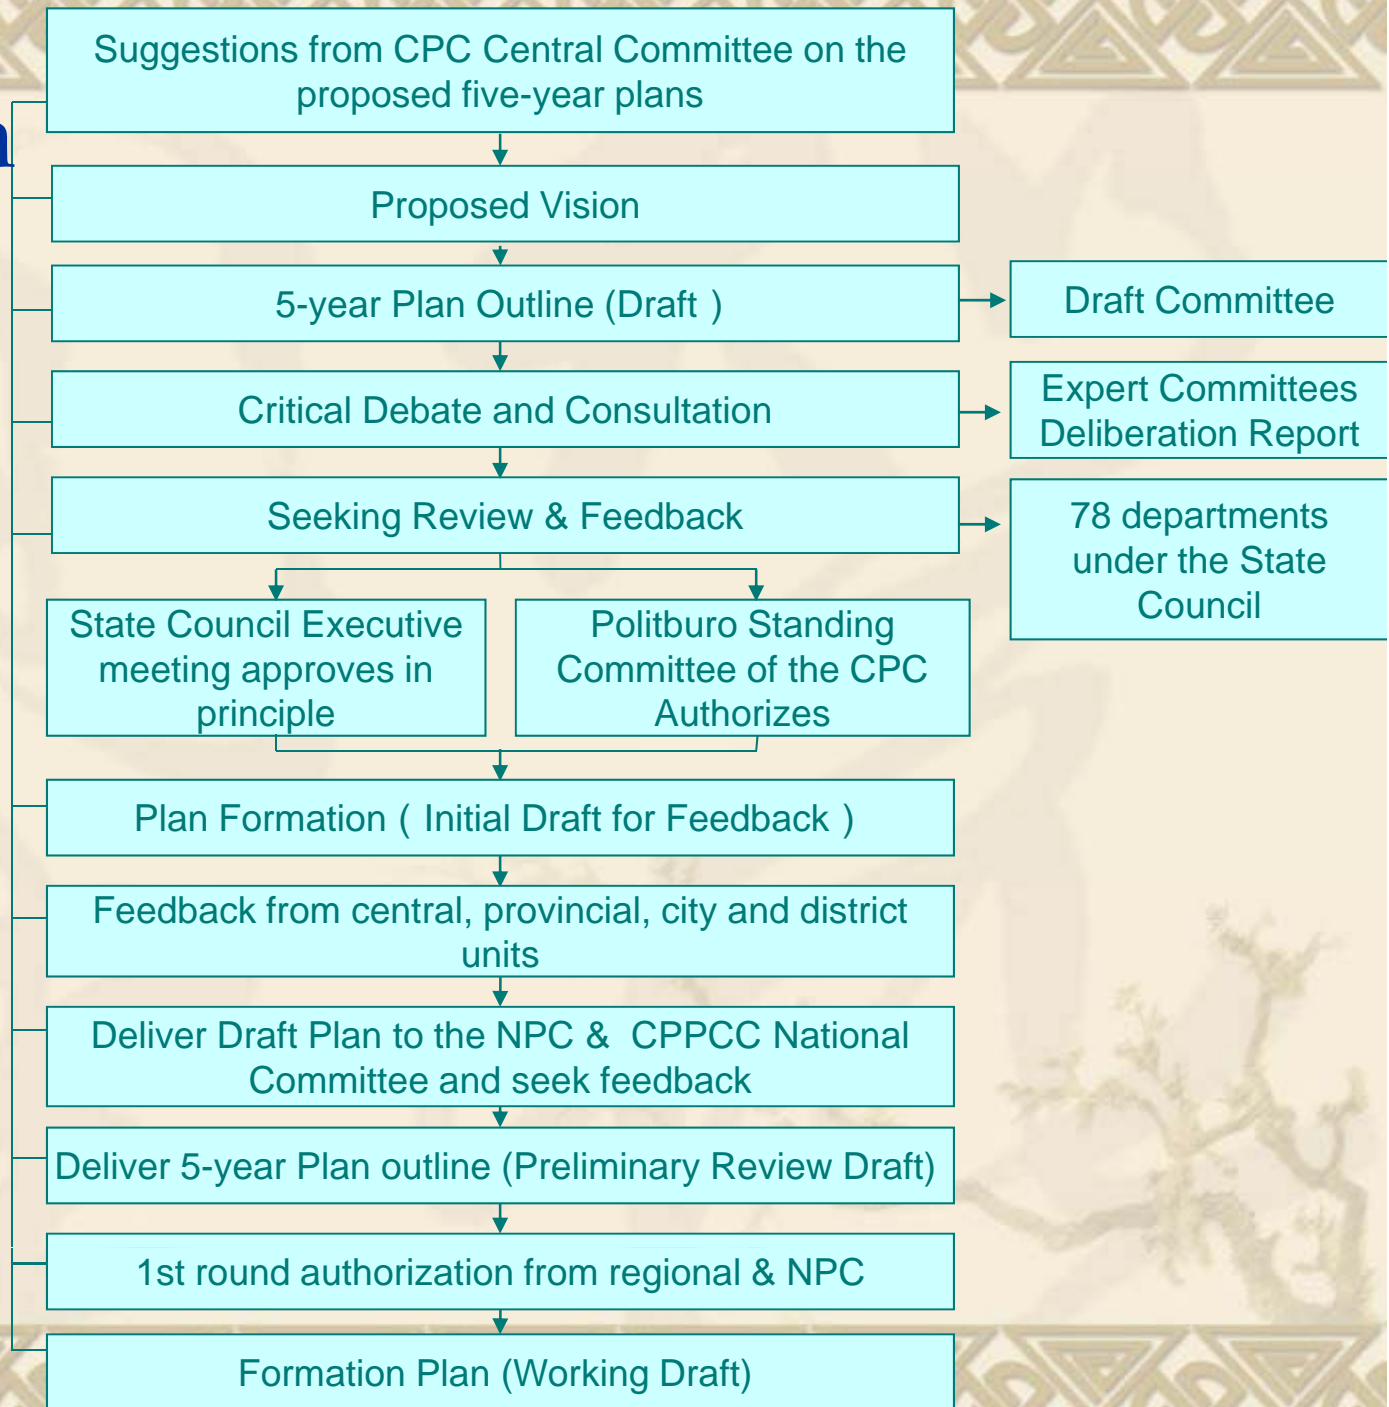 Suggestions from CPC Central Committee on the
proposed five-year plans
Proposed Vision
5-year Plan Outline (Draft )
Draft Committee
Critical Debate and Consultation
Expert Committees
Deliberation Report
Seeking Review & Feedback
78 departments
under the State
Council
State Council Executive
meeting approves in
principle
Politburo Standing
Committee of the CPC
Authorizes
Plan Formation ( Initial Draft for Feedback )
Feedback from central, provincial, city and district
units
Deliver Draft Plan to the NPC & CPPCC National
Committee and seek feedback
Deliver 5-year Plan outline (Preliminary Review Draft)
1st round authorization from regional & NPC
Formation Plan (Working Draft)